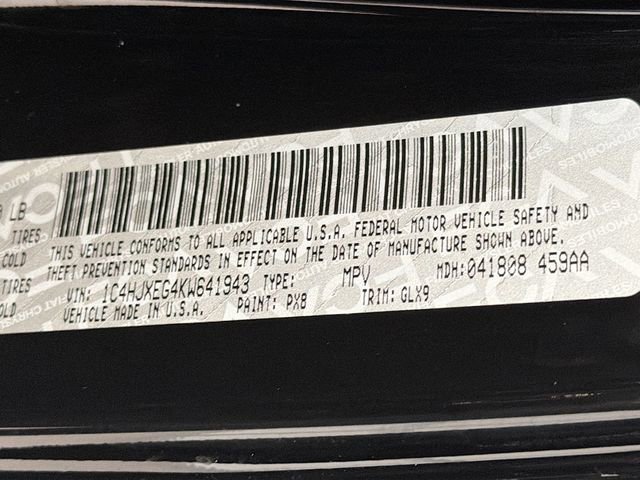 LB
TIRES
COLD
TIRES
COLD
THIS VEHICLE CONFORMS TO ALL APPLICABLE U.S.A. FEDERAL MOTOR VEHICLE SAFETY AND
THEFT PREVENTION STANDARDS IN EFFECT ON THE DATE OF MANUFACTURE SHOWN ABOVE.
VIN: 1C4HJXEG4KW641943 TYPE: MPV MDH:041808 459AA
VEHICLE MADE IN U.S.A. PAINT: PX8 TRIM: GLX9